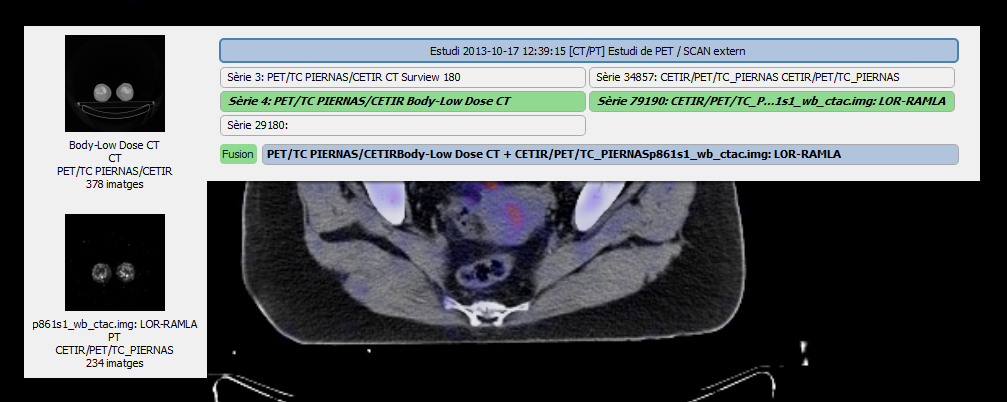 Estudi 2013-10-17 12:39:15 [CT/PT] Estudi de PET / SCAN extern
Sèrie 3: PET/TC PIERNAS/CETIR CT Surview 180
Sèrie 34857: CETIR/PET/TC_PIERNAS CETIR/PET/TC_PIERNAS
Sèrie 4: PET/TC PIERNAS/CETIR Body-Low Dose CT
Sèrie 79190: CETIR/PET/TC_P...1s1_wb_ctac.img: LOR-RAMLA
Sèrie 29180:
Fusion
PET/TC PIERNAS/CETIRBody-Low Dose CT + CETIR/PET/TC_PIERNASp861s1_wb_ctac.img: LOR-RAMLA
Body-Low Dose CT
CT
PET/TC PIERNAS/CETIR
378 imatges
p861s1_wb_ctac.img: LOR-RAMLA
PT
CETIR/PET/TC_PIERNAS
234 imatges